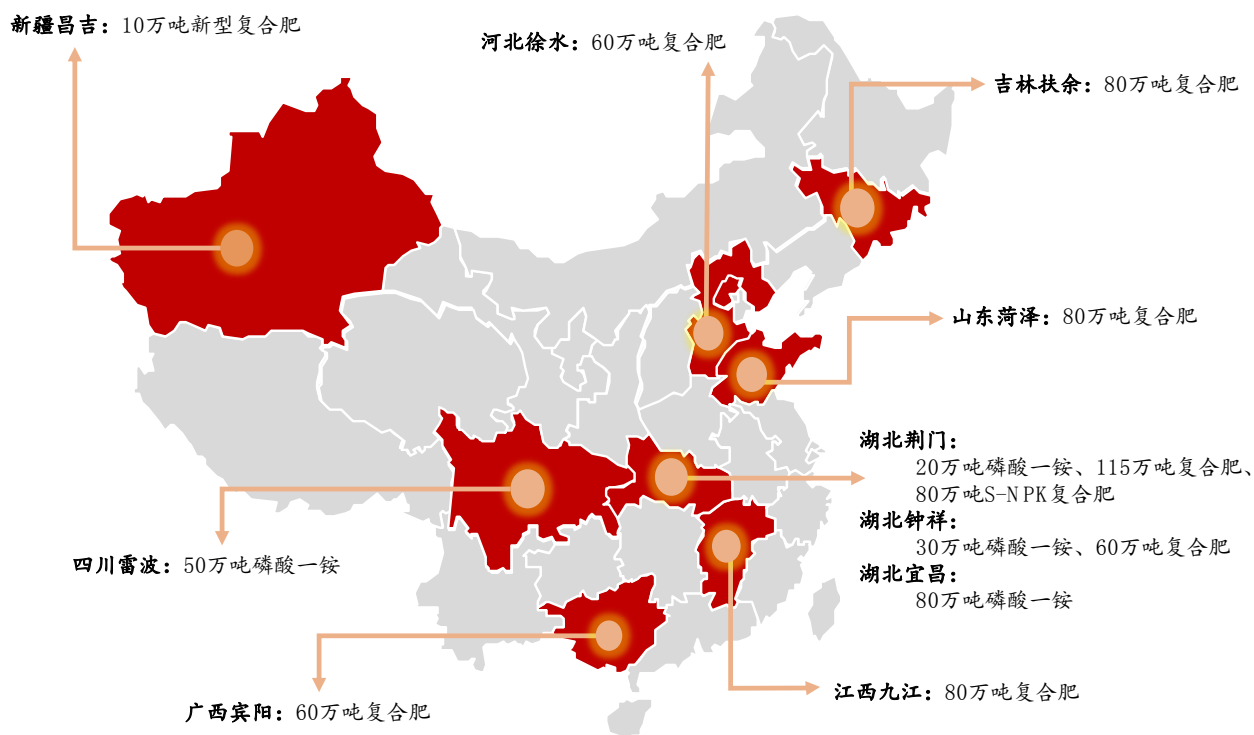 新疆昌吉：10万吨新型复合肥
河北徐水：60万吨复合肥
吉林扶余：80万吨复合肥
山东菏泽：80万吨复合肥
湖北荆门：
20万吨磷酸一铵、115万吨复合肥、
80万吨S-NPK复合肥
湖北钟祥：
30万吨磷酸一铵、60万吨复合肥
湖北宜昌：
80万吨磷酸一铵
四川雷波：50万吨磷酸一铵
江西九江：80万吨复合肥
广西宾阳：60万吨复合肥